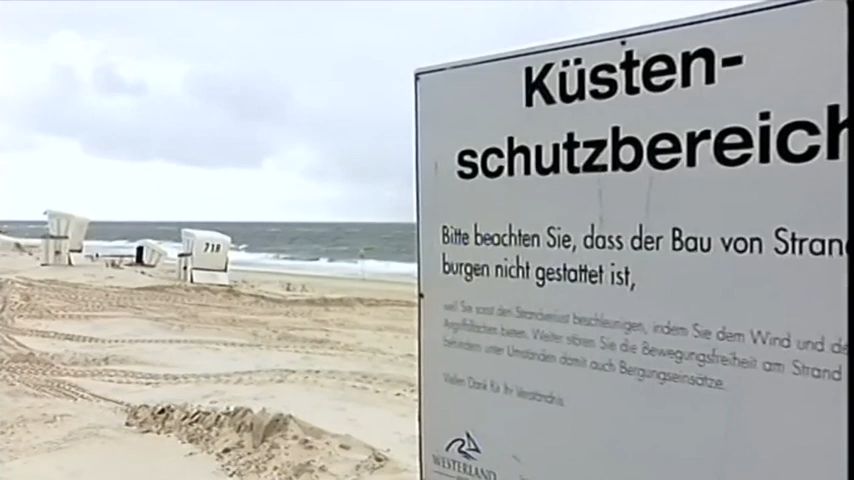 Küsten-
schutzbereich
Bitte beachten Sie, dass der Bau von Strand
burgen nicht gestattet ist,
weil Sie sonst den Strandverlust beschleunigen, indem Sie dem Wind und de
Angriffsflächen bieten. Weiter stören Sie die Bewegungsfreiheit am Strand
behindern unter Umständen damit auch Bergungseinsätze.
Vielen Dank für Ihr Verständnis.
WESTERLAND
718